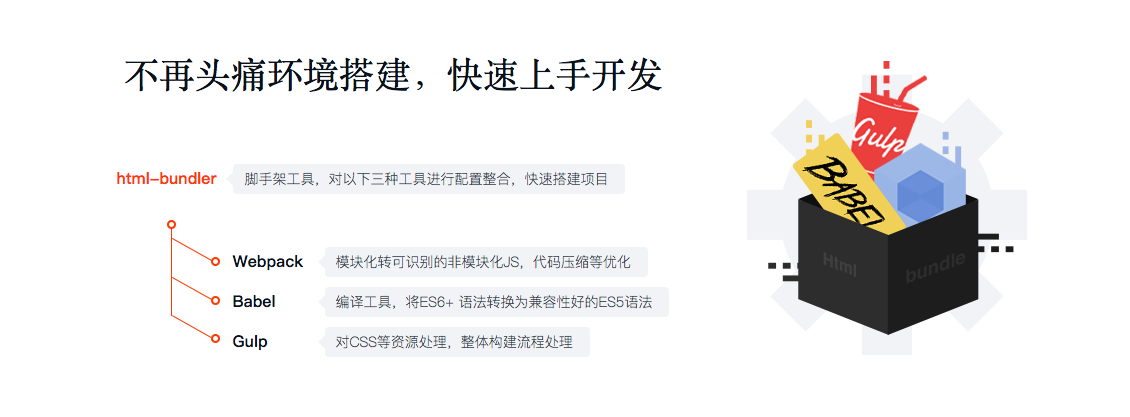 不再头痛环境搭建，快速上手开发
html-bundler 脚手架工具，对以下三种工具进行配置整合，快速搭建项目
Webpack 模块化转可识别的非模块化JS，代码压缩等优化
Babel 编译工具，将ES6+ 语法转换为兼容性好的ES5语法
Gulp 对CSS等资源处理，整体构建流程处理
Gulp
BABEL
Html
bundle